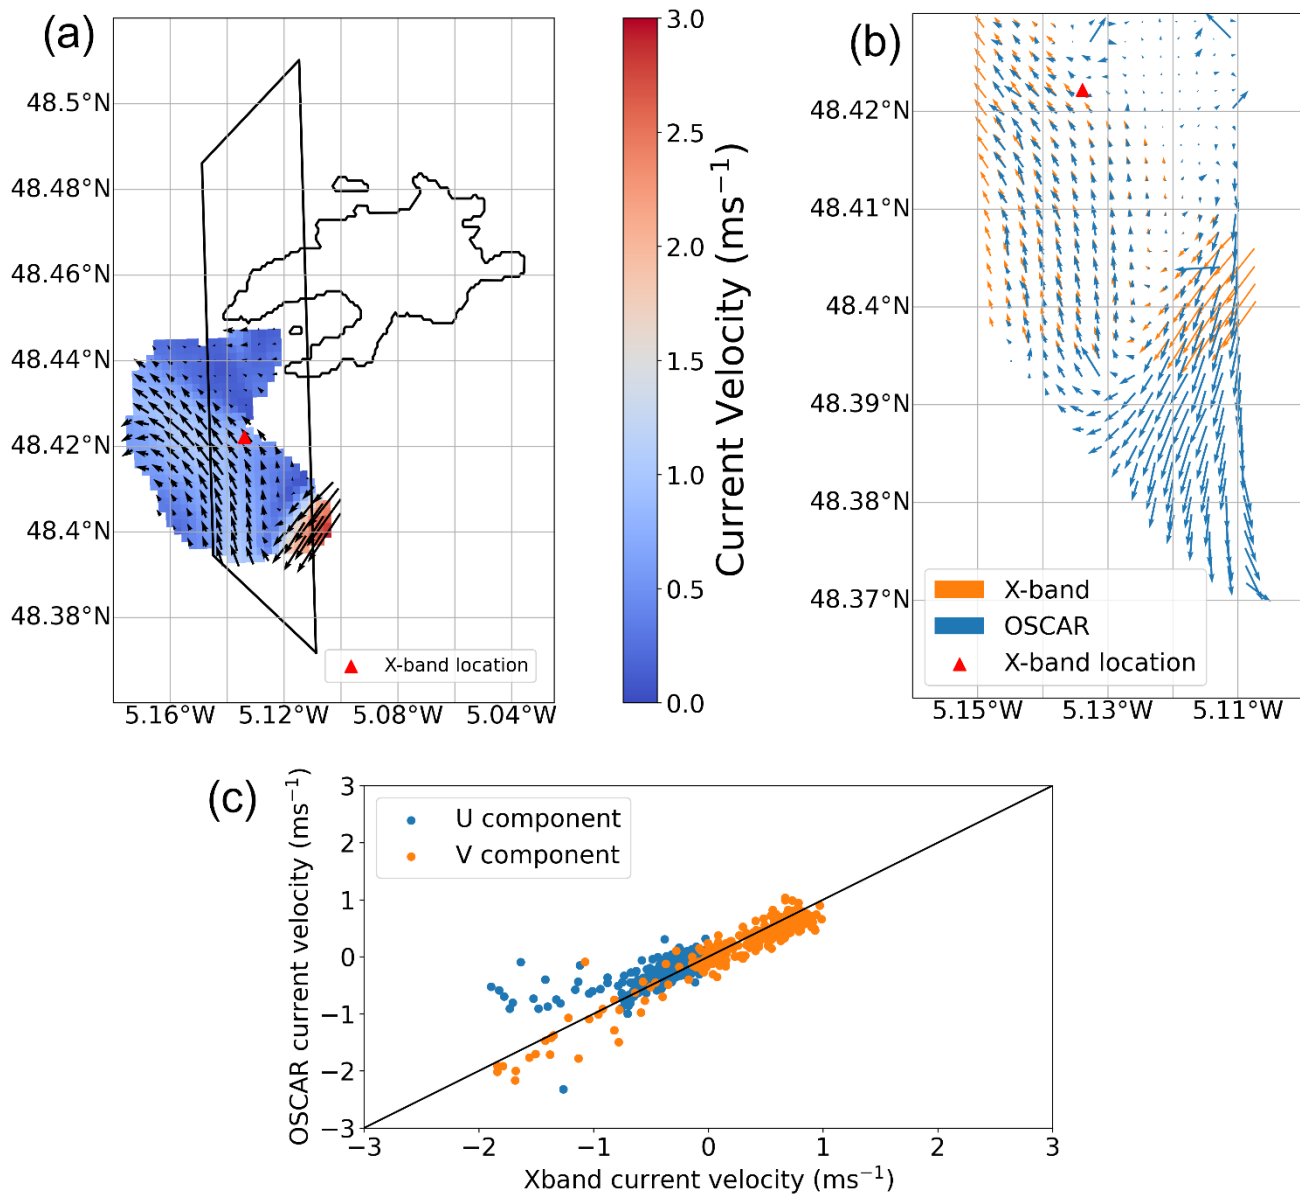 (a)
48.5°N
48.48°N
48.46°N
48.44°N
48.42°N
48.4°N
48.38°N
5.16°W 5.12°W 5.08°W 5.04°W
X-band location
3.0
2.5
2.0
1.5
1.0
0.5
0.0
Current Velocity (ms⁻¹)
(b)
48.42°N
48.41°N
48.4°N
48.39°N
48.38°N
48.37°N
X-band
OSCAR
X-band location
5.15°W 5.13°W 5.11°W
(c)
OSCAR current velocity (ms⁻¹)
3
2
1
0
−1
−2
−3
U component
V component
−3 −2 −1 0 1 2 3
Xband current velocity (ms⁻¹)